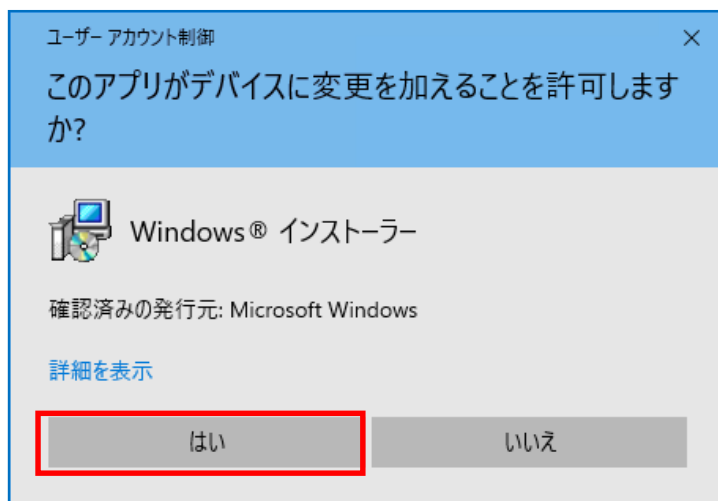 ユーザー アカウント制御
このアプリがデバイスに変更を加えることを許可します
か?
Windows® インストーラー
確認済みの発行元: Microsoft Windows
詳細を表示
はい
いいえ